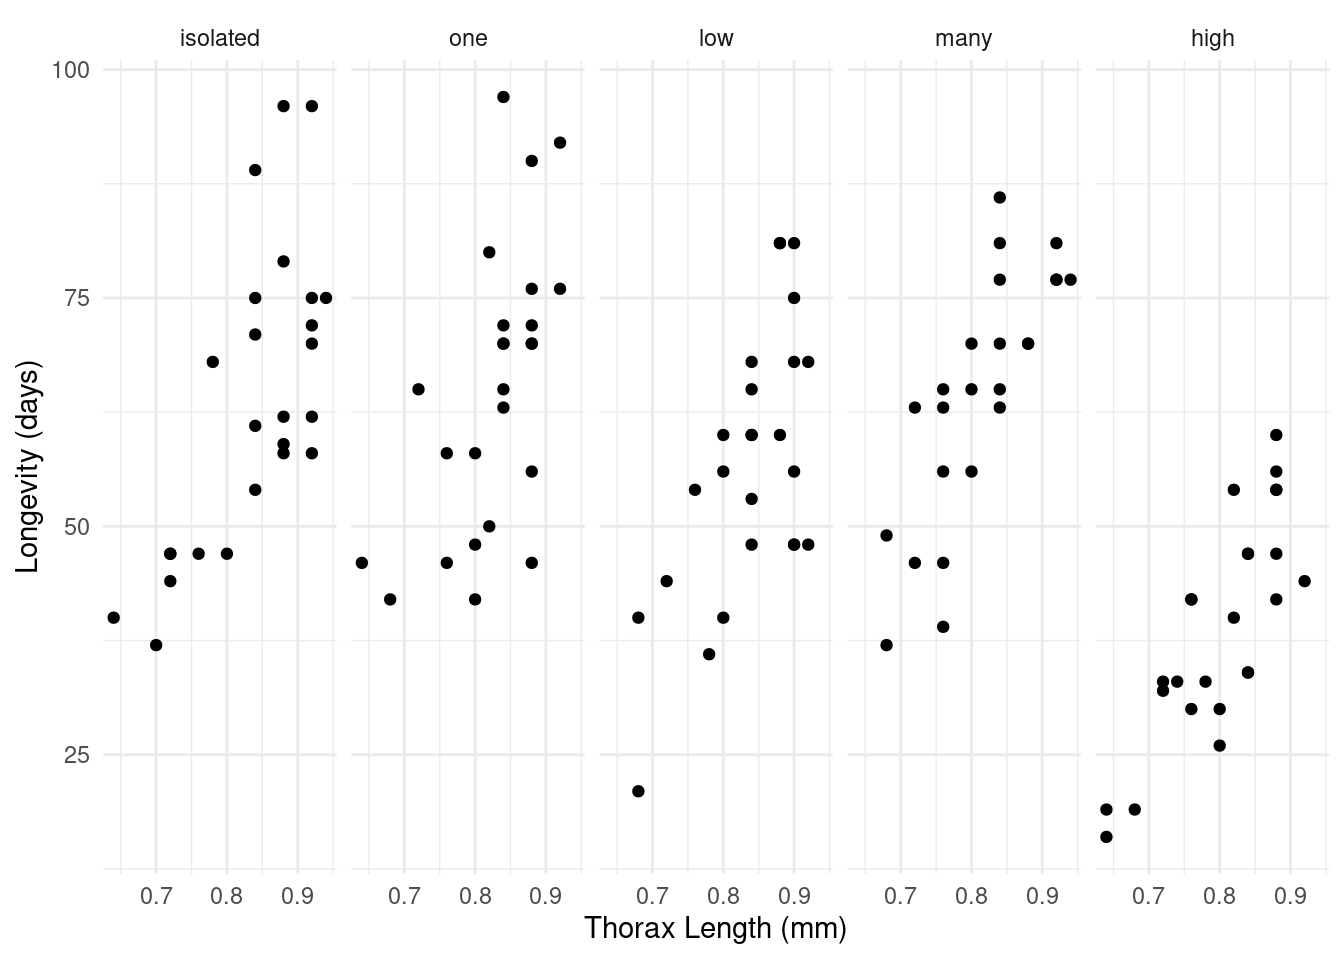 isolated one low many high
100
75
50
25
Longevity (days)
0.7 0.8 0.9 0.7 0.8 0.9 0.7 0.8 0.9 0.7 0.8 0.9 0.7 0.8 0.9
Thorax Length (mm)